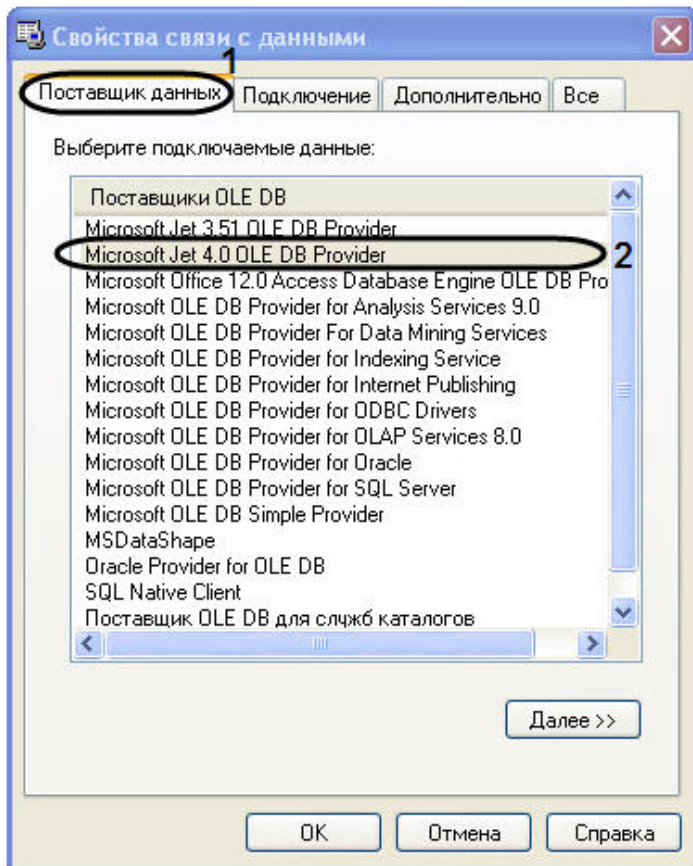 Свойства связи с данными
1
Поставщик данных Подключение Дополнительно Все
Выберите подключаемые данные:
Поставщики OLE DB
Microsoft Jet 3.51 OLE DB Provider
Microsoft Jet 4.0 OLE DB Provider
2
Microsoft Office 12.0 Access Database Engine OLE DB Pro
Microsoft OLE DB Provider for Analysis Services 9.0
Microsoft OLE DB Provider For Data Mining Services
Microsoft OLE DB Provider for Indexing Service
Microsoft OLE DB Provider for Internet Publishing
Microsoft OLE DB Provider for ODBC Drivers
Microsoft OLE DB Provider for OLAP Services 8.0
Microsoft OLE DB Provider for Oracle
Microsoft OLE DB Provider for SQL Server
Microsoft OLE DB Simple Provider
MSDataShape
Oracle Provider for OLE DB
SQL Native Client
Поставщик OLE DB для служб каталогов
Далее >>
OK Отмена Справка